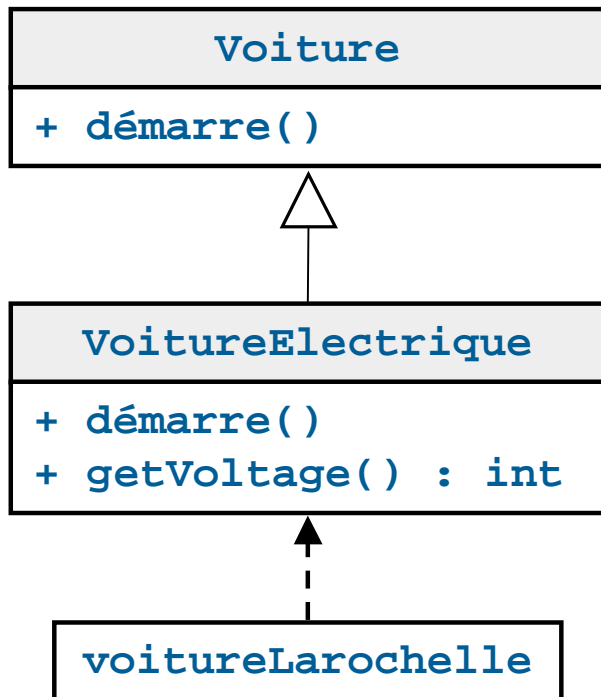 Voiture
+ démarre()
VoitureElectrique
+ démarre()
+ getVoltage() : int
voitureLarochelle